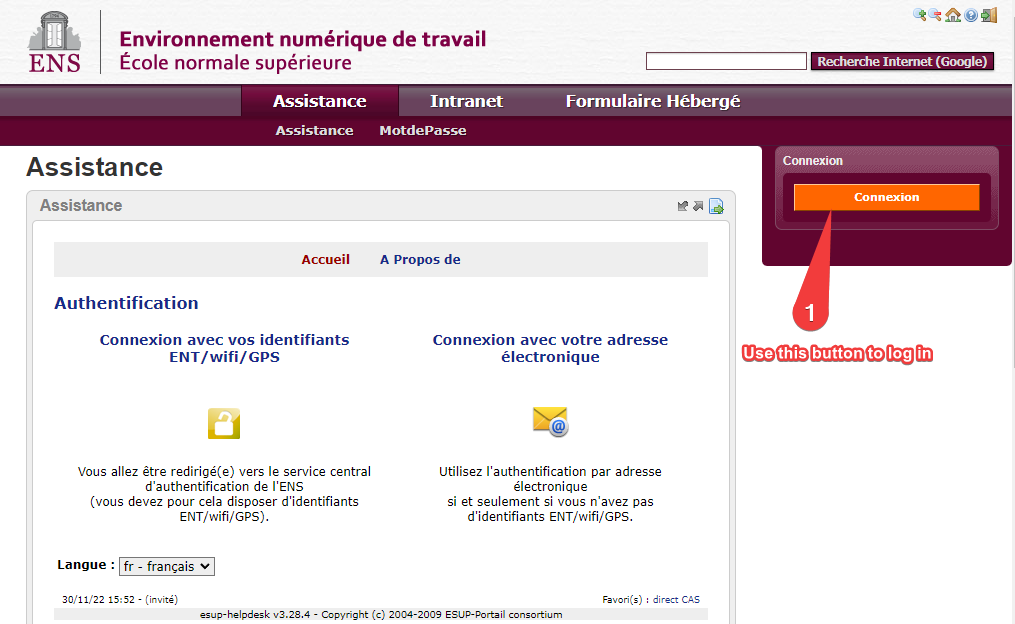 ENS
Environnement numérique de travail
École normale supérieure
Recherche Internet (Google)
Assistance
Intranet
Formulaire Hébergé
Assistance
MotdePasse
Assistance
Connexion
Connexion
1
Use this button to log in
Assistance
Accueil
A Propos de
Authentification
Connexion avec vos identifiants
ENT/wifi/GPS
Vous allez être redirigé(e) vers le service central
d'authentification de l'ENS
(vous devez pour cela disposer d'identifiants
ENT/wifi/GPS).
Connexion avec votre adresse
électronique
Utilisez l'authentification par adresse
électronique
si et seulement si vous n'avez pas
d'identifiants ENT/wifi/GPS.
Langue : fr - français
30/11/22 15:52 - (invité)
Favori(s) : direct CAS
esup-helpdesk v3.28.4 - Copyright (c) 2004-2009 ESUP-Portail consortium